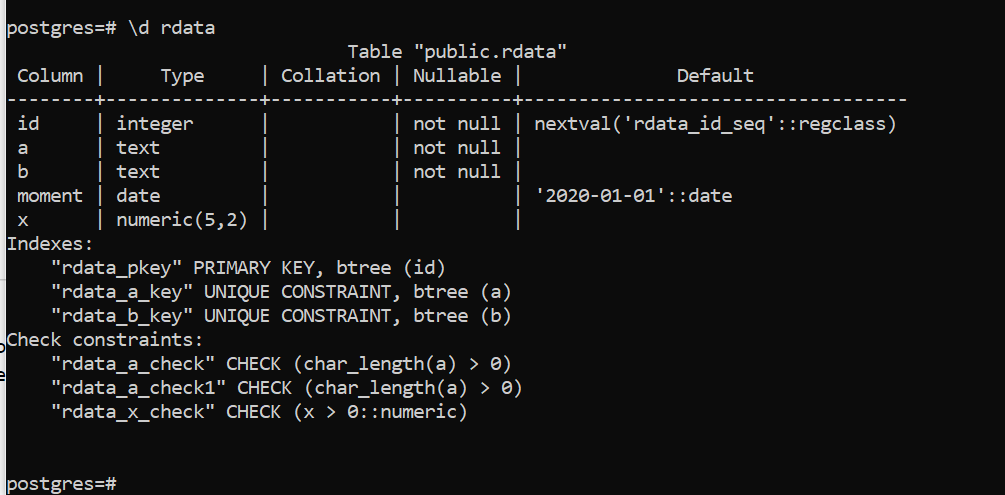 postgres=# \d rdata
                               Table "public.rdata"
 Column |     Type     | Collation | Nullable |              Default
--------+--------------+-----------+----------+-----------------------------------
 id     | integer      |           | not null | nextval('rdata_id_seq'::regclass)
 a      | text         |           | not null |
 b      | text         |           | not null |
 moment | date         |           |          | '2020-01-01'::date
 x      | numeric(5,2) |           |          |
Indexes:
    "rdata_pkey" PRIMARY KEY, btree (id)
    "rdata_a_key" UNIQUE CONSTRAINT, btree (a)
    "rdata_b_key" UNIQUE CONSTRAINT, btree (b)
Check constraints:
    "rdata_a_check" CHECK (char_length(a) > 0)
    "rdata_a_check1" CHECK (char_length(a) > 0)
    "rdata_x_check" CHECK (x > 0::numeric)
postgres=#